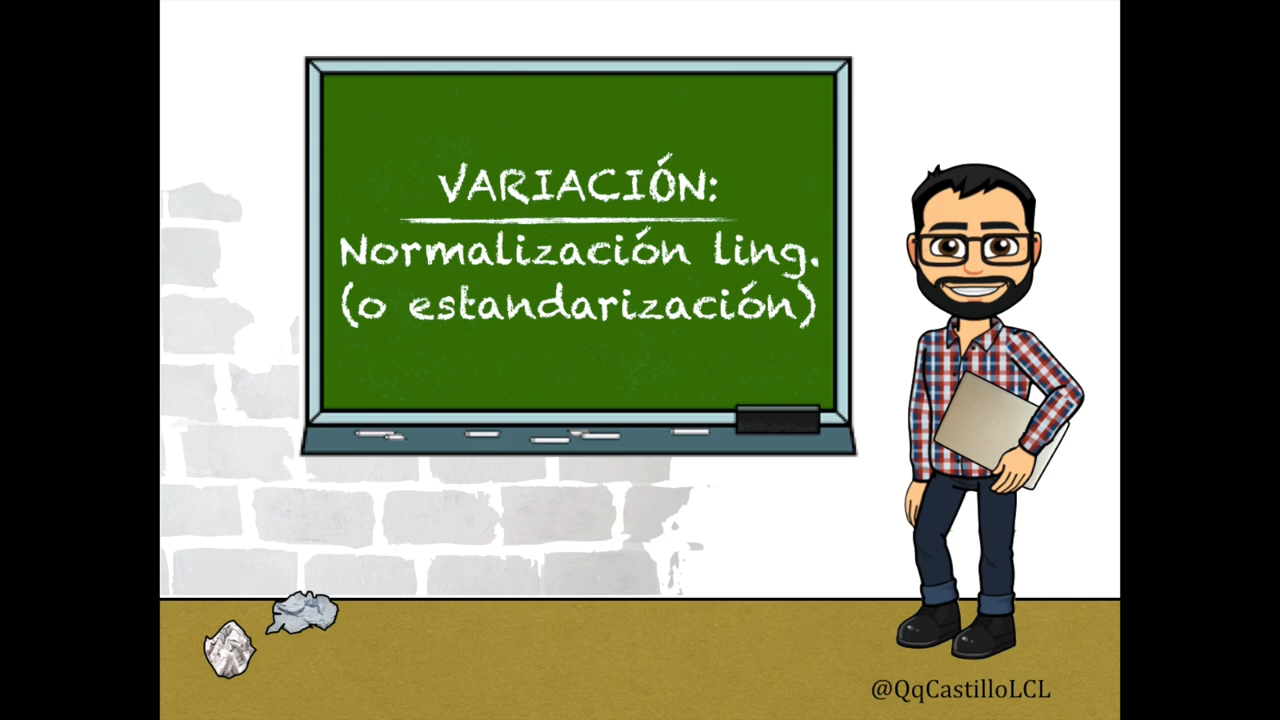 VARIACIÓN:
Normalización ling.
(o estandarización)
@QqCastilloLCL